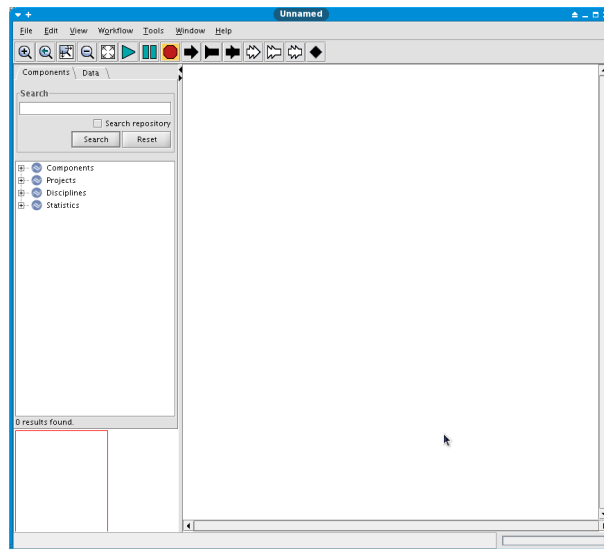 Unnamed
File Edit View Workflow Tools Window Help
Components Data
Search
Search repository
Search Reset
Components
Projects
Disciplines
Statistics
0 results found.